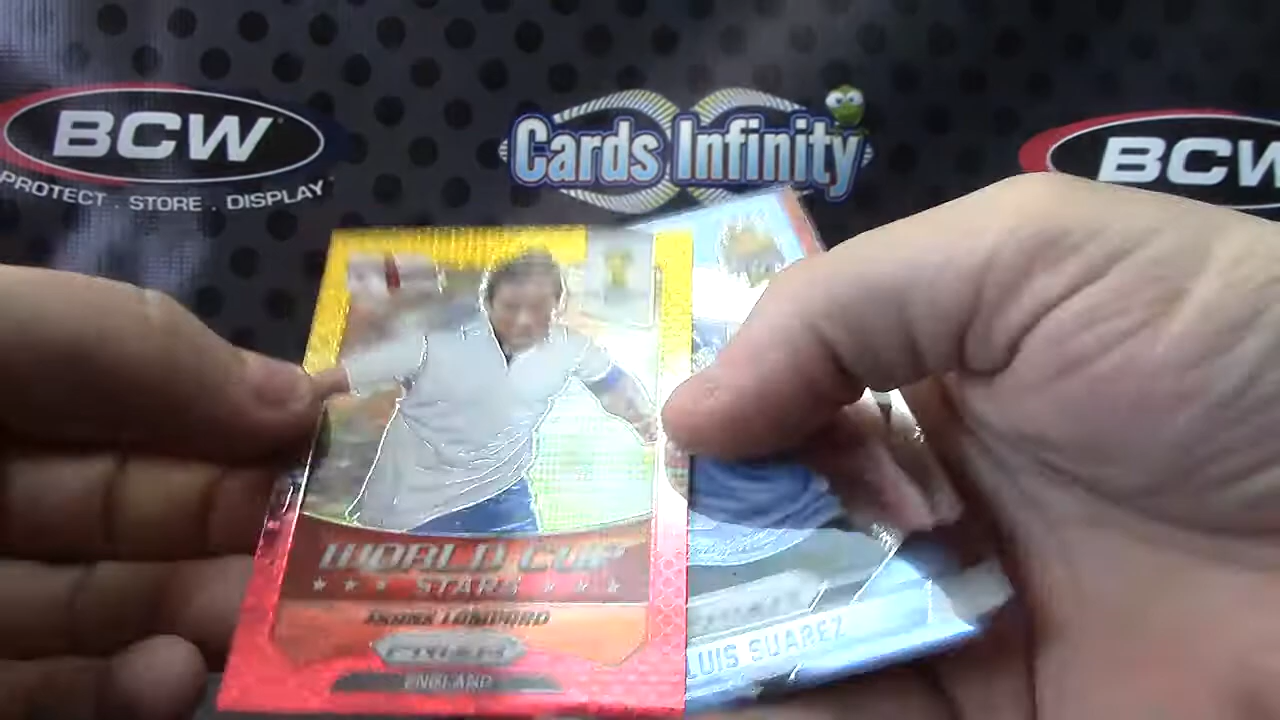 BCW
PROTECT . STORE . DISPLAY
Cards Infinity
BCW
WORLD CUP
STARS
FRANK LAMPARD
PRIZM
ENGLAND
LUIS SUAREZ